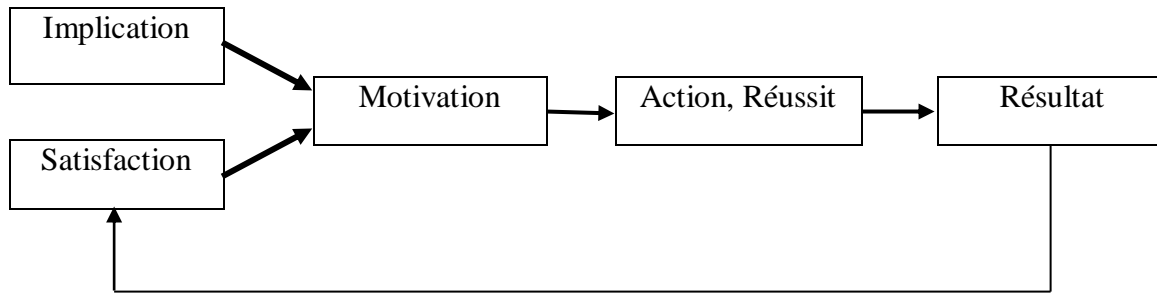 Implication
Motivation
Action, Réussit
Résultat
Satisfaction